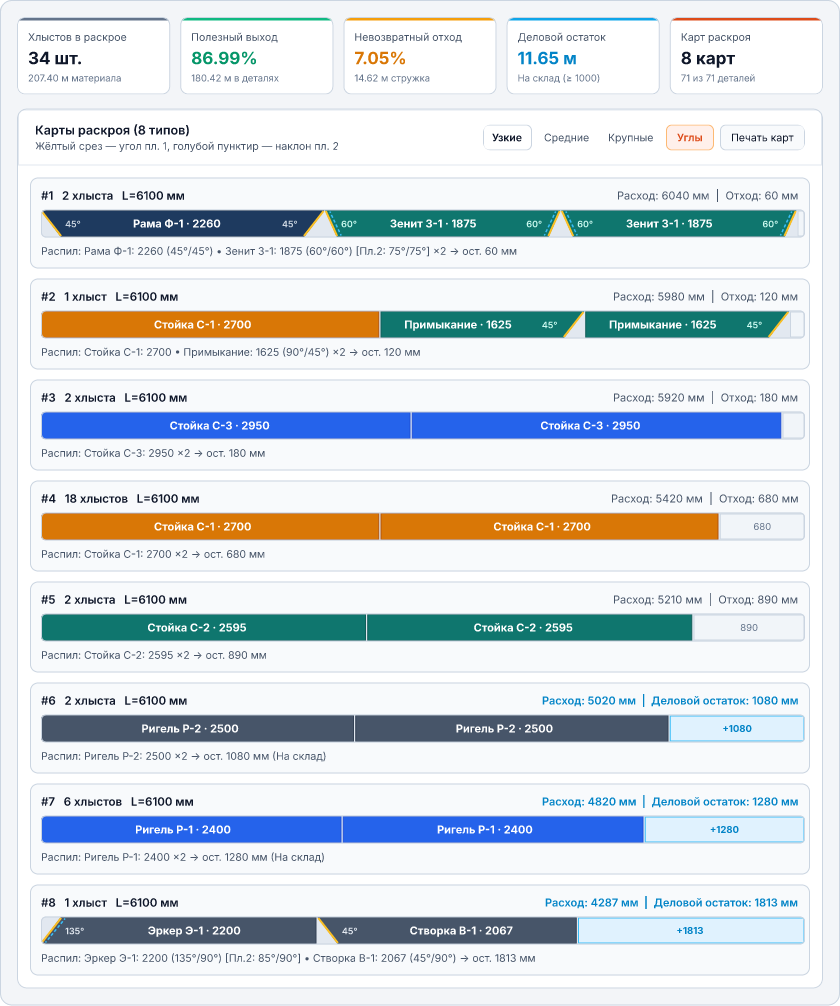 Хлыстов в раскрое
34 шт.
207.40 м материала
Полезный выход
86.99%
180.42 м в деталях
Невозвратный отход
7.05%
14.62 м стружка
Деловой остаток
11.65 м
На склад (≥ 1000)
Карт раскроя
8 карт
71 из 71 деталей
Карты раскроя (8 типов)
Жёлтый срез — угол пл. 1, голубой пунктир — наклон пл. 2
Узкие Средние Крупные Углы Печать карт
#1 2 хлыста L=6100 мм Расход: 6040 мм | Отход: 60 мм
45° Рама Ф-1 · 2260 45° 60° Зенит З-1 · 1875 60° 60° Зенит З-1 · 1875 60°
Распил: Рама Ф-1: 2260 (45°/45°) • Зенит З-1: 1875 (60°/60°) [Пл.2: 75°/75°] ×2 → ост. 60 мм
#2 1 хлыст L=6100 мм Расход: 5980 мм | Отход: 120 мм
Стойка С-1 · 2700 Примыкание · 1625 45° Примыкание · 1625 45°
Распил: Стойка С-1: 2700 • Примыкание: 1625 (90°/45°) ×2 → ост. 120 мм
#3 2 хлыста L=6100 мм Расход: 5920 мм | Отход: 180 мм
Стойка С-3 · 2950 Стойка С-3 · 2950
Распил: Стойка С-3: 2950 ×2 → ост. 180 мм
#4 18 хлыстов L=6100 мм Расход: 5420 мм | Отход: 680 мм
Стойка С-1 · 2700 Стойка С-1 · 2700 680
Распил: Стойка С-1: 2700 ×2 → ост. 680 мм
#5 2 хлыста L=6100 мм Расход: 5210 мм | Отход: 890 мм
Стойка С-2 · 2595 Стойка С-2 · 2595 890
Распил: Стойка С-2: 2595 ×2 → ост. 890 мм
#6 2 хлыста L=6100 мм Расход: 5020 мм | Деловой остаток: 1080 мм
Ригель Р-2 · 2500 Ригель Р-2 · 2500 +1080
Распил: Ригель Р-2: 2500 ×2 → ост. 1080 мм (На склад)
#7 6 хлыстов L=6100 мм Расход: 4820 мм | Деловой остаток: 1280 мм
Ригель Р-1 · 2400 Ригель Р-1 · 2400 +1280
Распил: Ригель Р-1: 2400 ×2 → ост. 1280 мм (На склад)
#8 1 хлыст L=6100 мм Расход: 4287 мм | Деловой остаток: 1813 мм
135° Эркер Э-1 · 2200 45° Створка В-1 · 2067 +1813
Распил: Эркер Э-1: 2200 (135°/90°) [Пл.2: 85°/90°] • Створка В-1: 2067 (45°/90°) → ост. 1813 мм